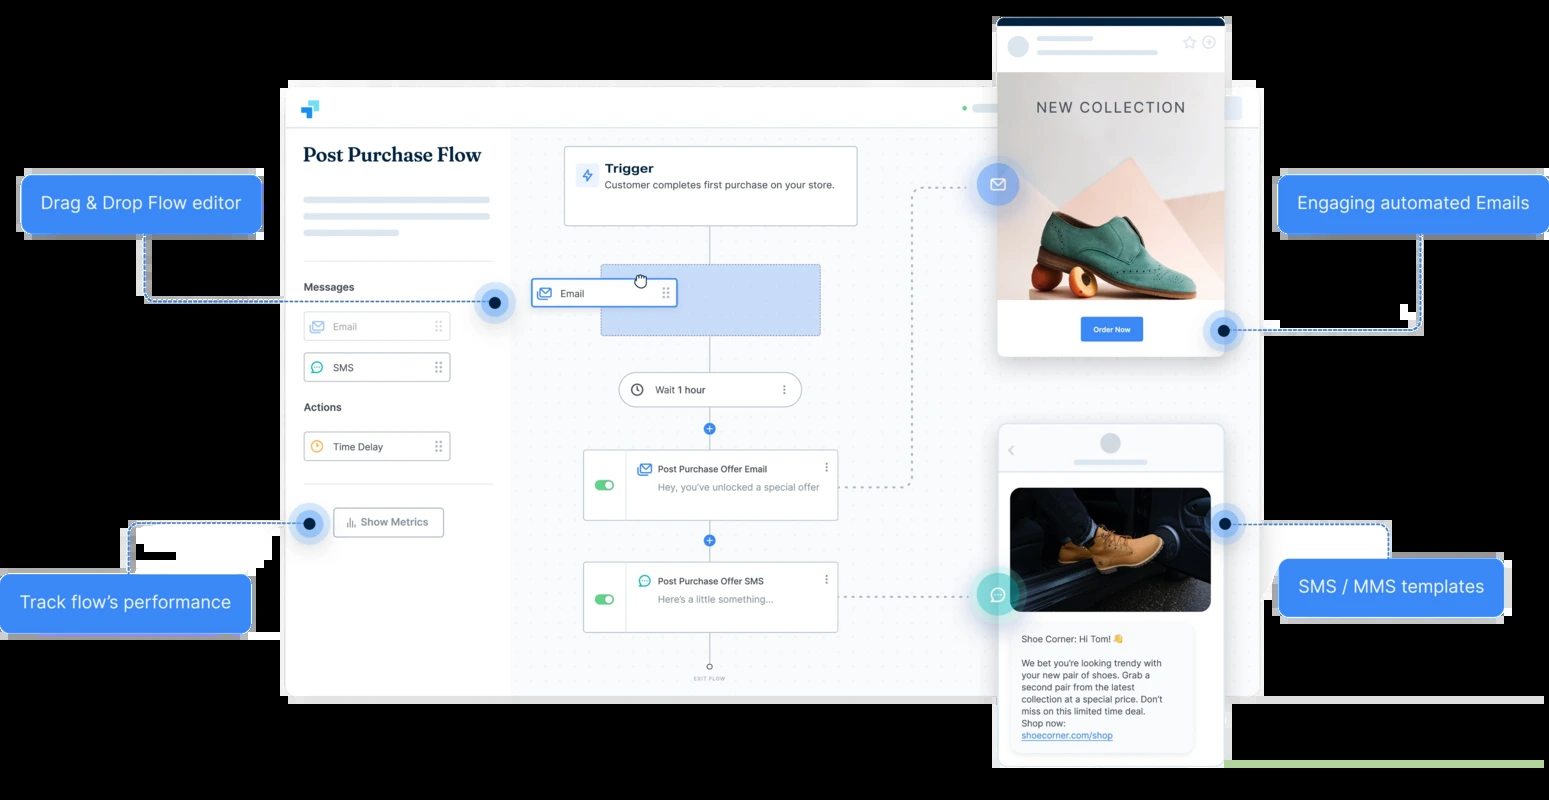 NEW COLLECTION
Post Purchase Flow
Trigger
Customer completes first purchase on your store.
Drag & Drop Flow editor
Engaging automated Emails
Messages
Email
Email
Order Now
SMS
Wait 1 hour
Actions
Time Delay
Post Purchase Offer Email
Hey, you've unlocked a special offer
Show Metrics
Track flow's performance
Post Purchase Offer SMS
Here's a little something...
SMS / MMS templates
Shoe Corner: Hi Tom! 👋
We bet you're looking trendy with
your new pair of shoes. Grab a
second pair from the latest
collection at a special price. Don't
miss on this limited time deal.
Shop now:
shoecorner.com/shop
EXIT FLOW